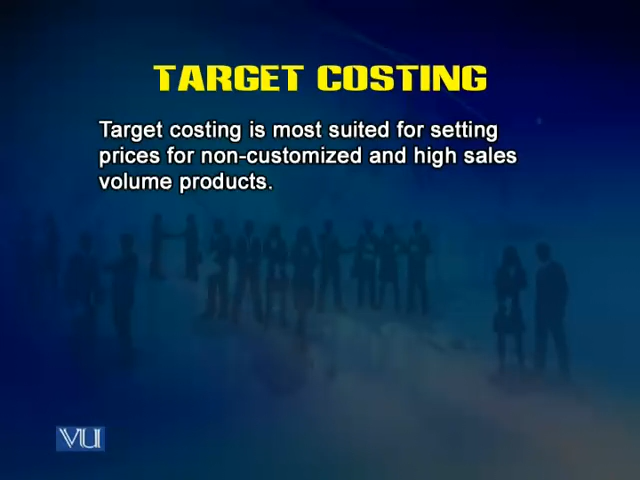 TARGET COSTING
Target costing is most suited for setting
prices for non-customized and high sales
volume products.
VU